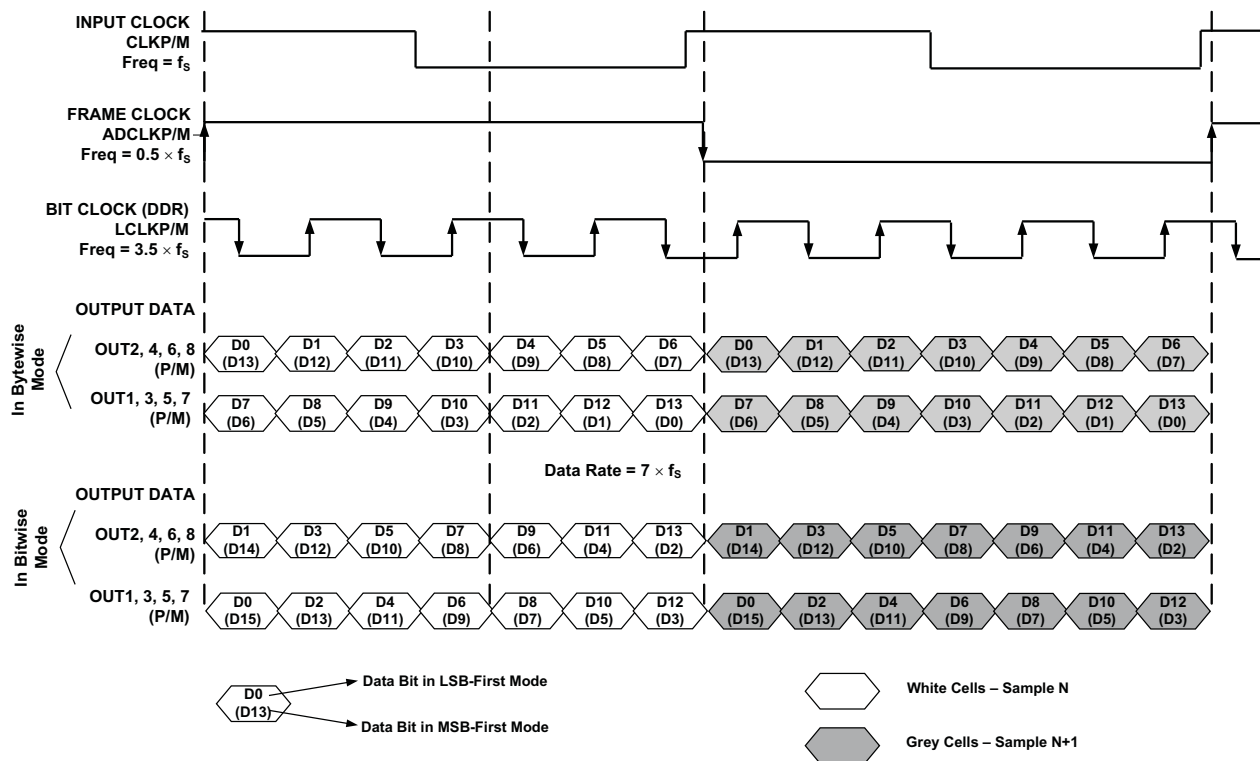 INPUT CLOCK
CLKP/M
Freq = fS
FRAME CLOCK
ADCLKP/M
Freq = 0.5 × fS
BIT CLOCK (DDR)
LCLKP/M
Freq = 3.5 × fS
In Bytewise
Mode
OUTPUT DATA
OUT2, 4, 6, 8
(P/M)
D0 D1 D2 D3 D4 D5 D6 D0 D1 D2 D3 D4 D5 D6
(D13) (D12) (D11) (D10) (D9) (D8) (D7) (D13) (D12) (D11) (D10) (D9) (D8) (D7)
OUT1, 3, 5, 7
(P/M)
D7 D8 D9 D10 D11 D12 D13 D7 D8 D9 D10 D11 D12 D13
(D6) (D5) (D4) (D3) (D2) (D1) (D0) (D6) (D5) (D4) (D3) (D2) (D1) (D0)
Data Rate = 7 × fS
In Bitwise
Mode
OUTPUT DATA
OUT2, 4, 6, 8
(P/M)
D1 D3 D5 D7 D9 D11 D13 D1 D3 D5 D7 D9 D11 D13
(D14) (D12) (D10) (D8) (D6) (D4) (D2) (D14) (D12) (D10) (D8) (D6) (D4) (D2)
OUT1, 3, 5, 7
(P/M)
D0 D2 D4 D6 D8 D10 D12 D0 D2 D4 D6 D8 D10 D12
(D15) (D13) (D11) (D9) (D7) (D5) (D3) (D15) (D13) (D11) (D9) (D7) (D5) (D3)
D0
(D13)
Data Bit in LSB-First Mode
Data Bit in MSB-First Mode
White Cells – Sample N
Grey Cells – Sample N+1